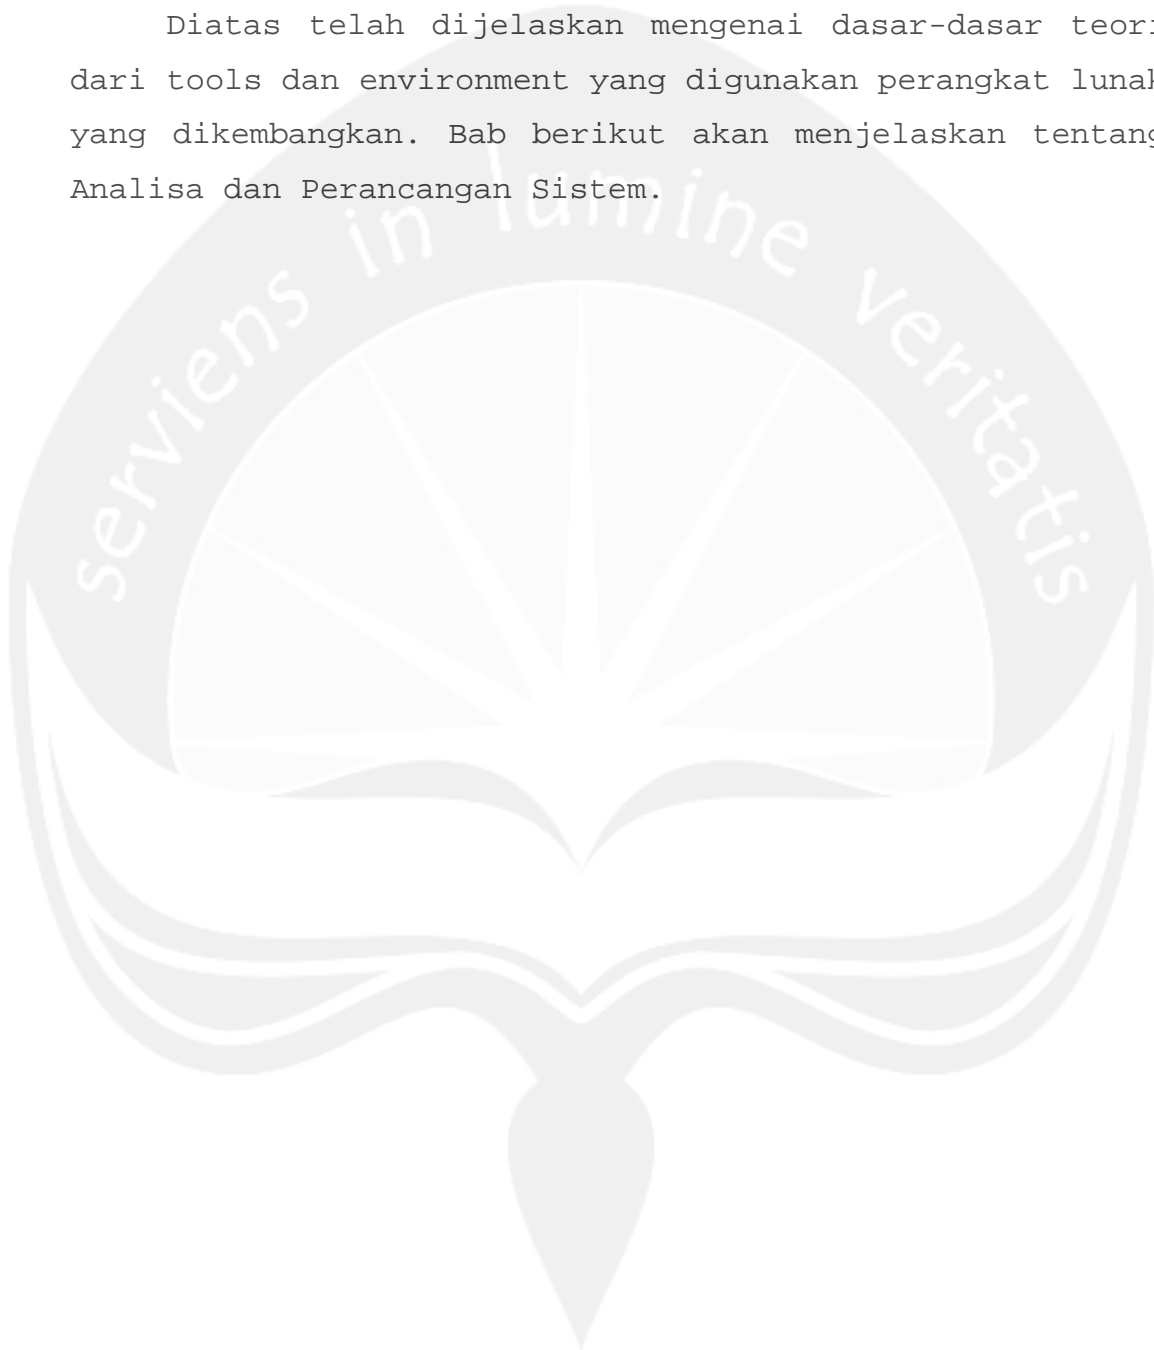 Diatas telah dijelaskan mengenai dasar-dasar teori
dari tools dan environment yang digunakan perangkat lunak
yang dikembangkan. Bab berikut akan menjelaskan tentang
Analisa dan Perancangan Sistem.
serviens in lumine veritatis